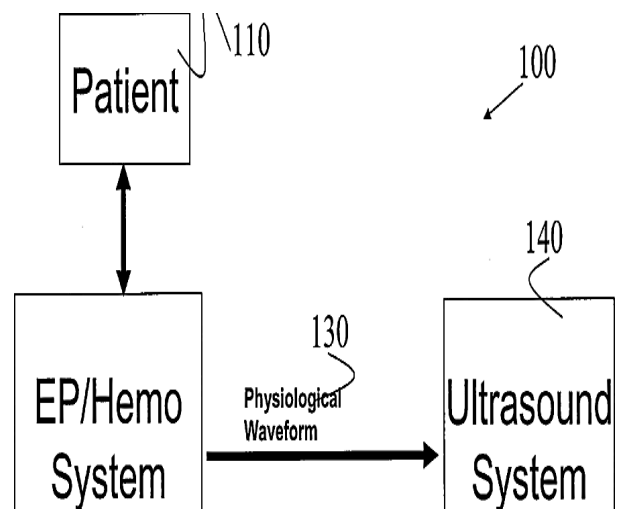 110
Patient
100
140
130
EP/Hemo
System
Physiological
Waveform
Ultrasound
System